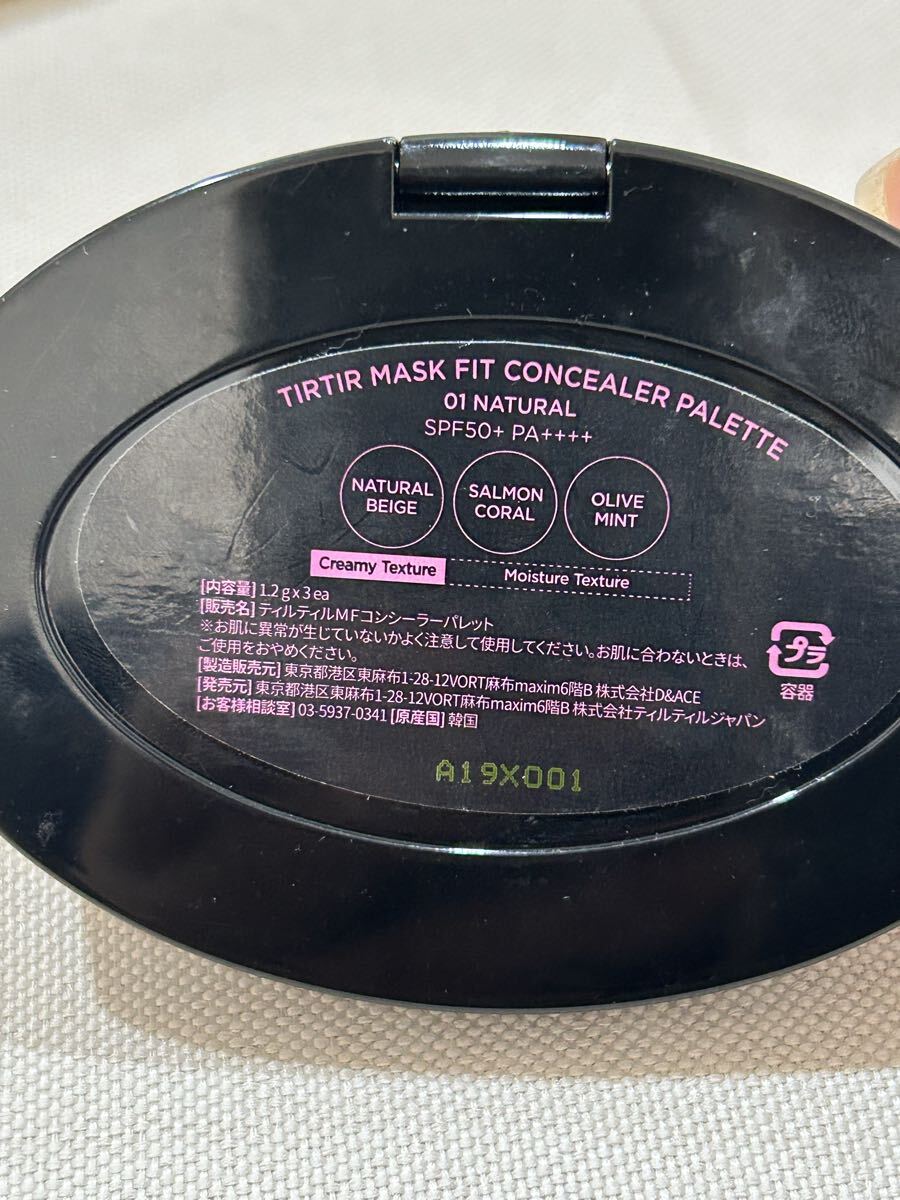 TIRTIR MASK FIT CONCEALER PALETTE
01 NATURAL
SPF50+ PA++++
NATURAL BEIGE
SALMON CORAL
OLIVE MINT
Creamy Texture
Moisture Texture
[内容量] 1.2gx3ea
[販売名] ティルティルMFコンシーラーパレット
※お肌に異常が生じていないかよく注意して使用してください。お肌に合わないときは、
ご使用をおやめください。
[製造販売元] 東京都港区東麻布1-28-12VORT麻布maxim6階B 株式会社D&ACE
[発売元] 東京都港区東麻布1-28-12VORT麻布maxim6階B 株式会社ティルティルジャパン
[お客様相談室] 03-5937-0341 [原産国] 韓国
プラ
容器
A19X001